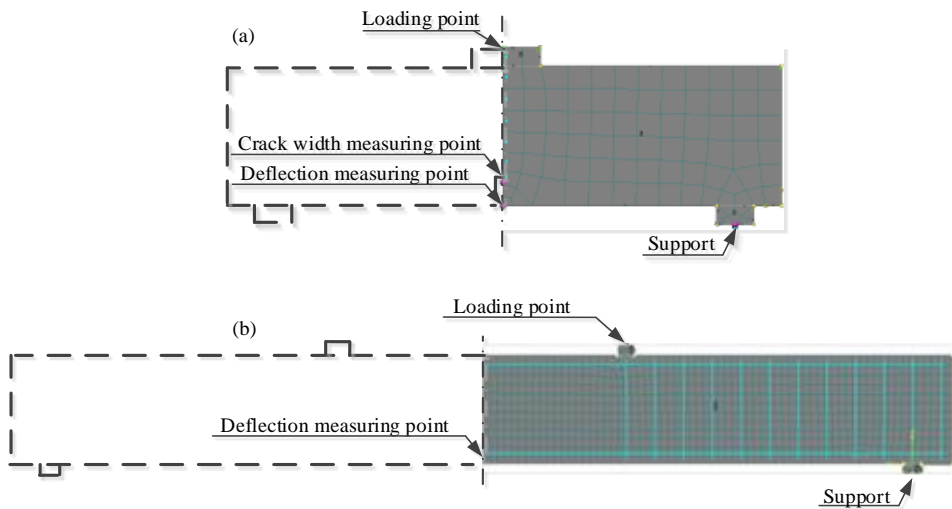 Loading point
(a)
Crack width measuring point
Deflection measuring point
Support
Loading point
(b)
Deflection measuring point
Support